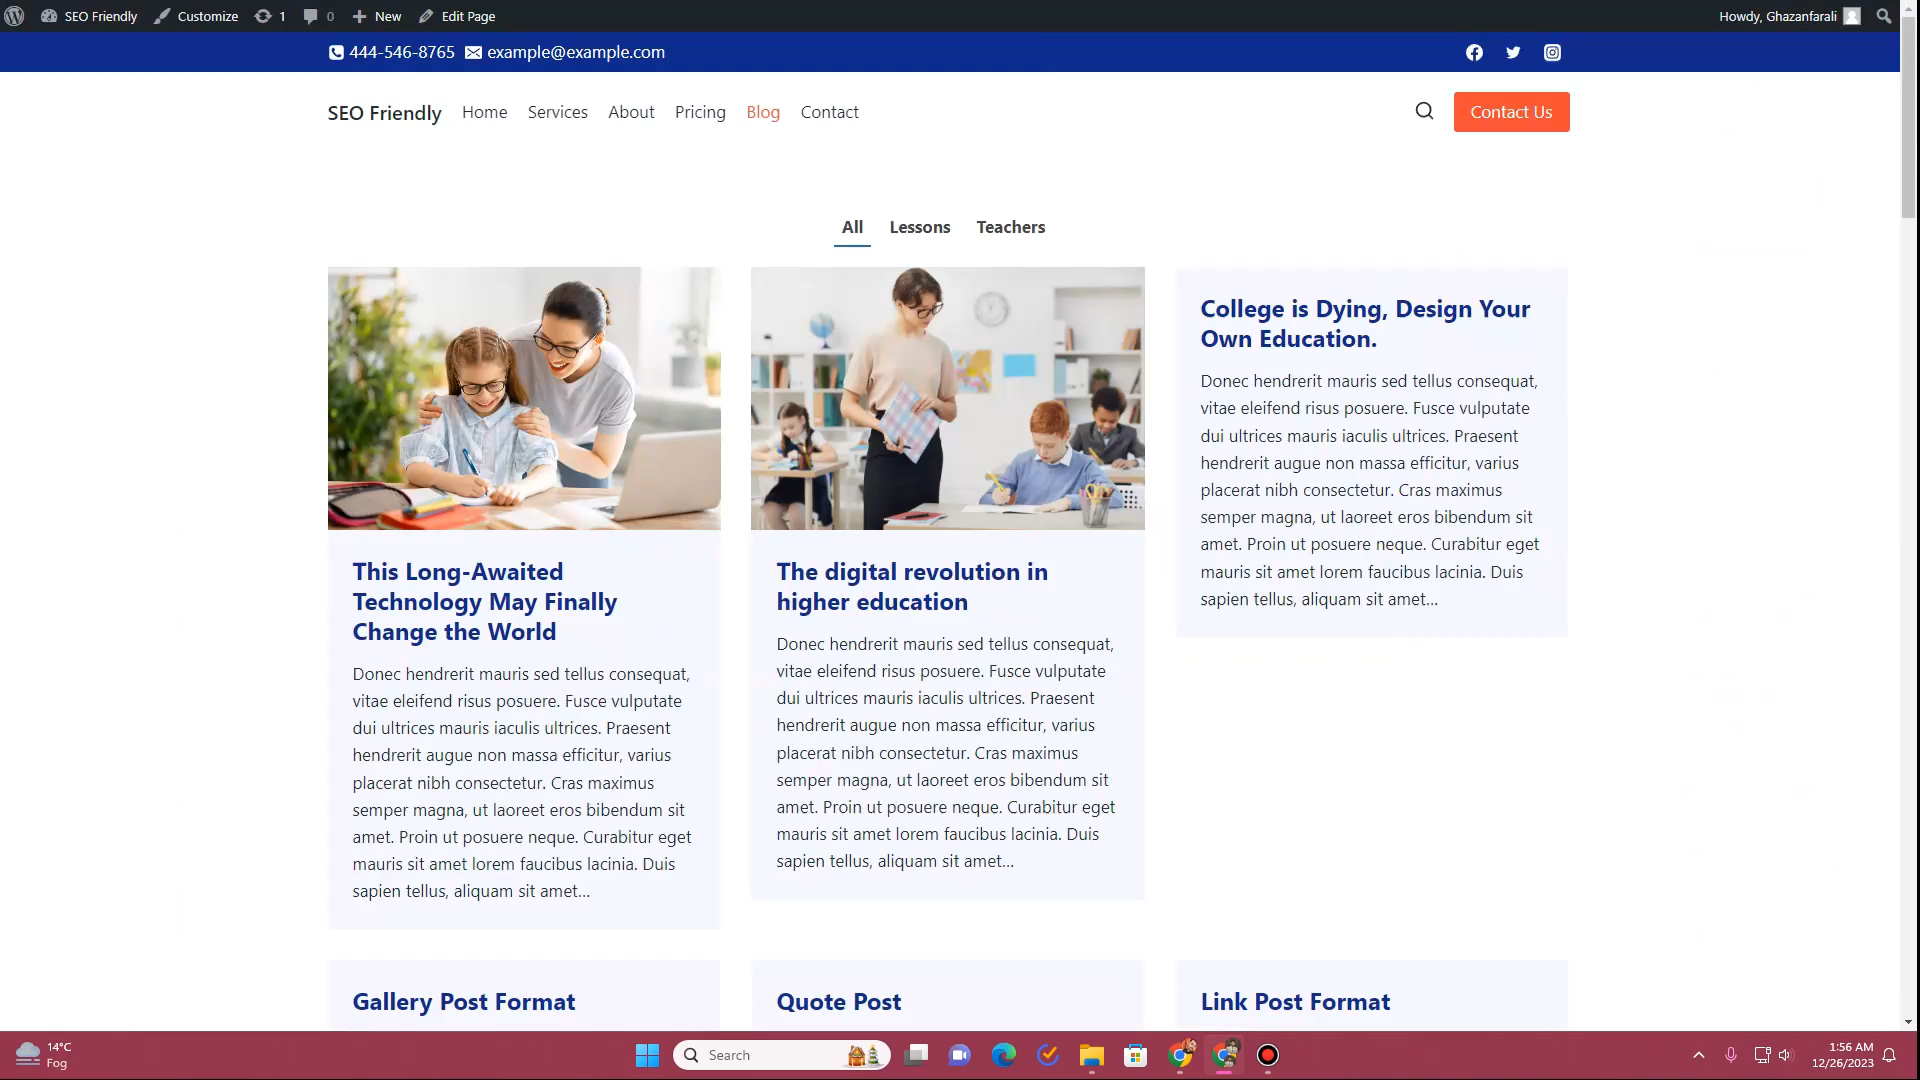 SEO Friendly Customize 1 0 New Edit Page Howdy, Ghazanfarali
444-546-8765 example@example.com
SEO Friendly Home Services About Pricing Blog Contact Contact Us
All Lessons Teachers
This Long-Awaited
Technology May Finally
Change the World
Donec hendrerit mauris sed tellus consequat,
vitae eleifend risus posuere. Fusce vulputate
dui ultrices mauris iaculis ultrices. Praesent
hendrerit augue non massa efficitur, varius
placerat nibh consectetur. Cras maximus
semper magna, ut laoreet eros bibendum sit
amet. Proin ut posuere neque. Curabitur eget
mauris sit amet lorem faucibus lacinia. Duis
sapien tellus, aliquam sit amet...
The digital revolution in
higher education
Donec hendrerit mauris sed tellus consequat,
vitae eleifend risus posuere. Fusce vulputate
dui ultrices mauris iaculis ultrices. Praesent
hendrerit augue non massa efficitur, varius
placerat nibh consectetur. Cras maximus
semper magna, ut laoreet eros bibendum sit
amet. Proin ut posuere neque. Curabitur eget
mauris sit amet lorem faucibus lacinia. Duis
sapien tellus, aliquam sit amet...
College is Dying, Design Your
Own Education.
Donec hendrerit mauris sed tellus consequat,
vitae eleifend risus posuere. Fusce vulputate
dui ultrices mauris iaculis ultrices. Praesent
hendrerit augue non massa efficitur, varius
placerat nibh consectetur. Cras maximus
semper magna, ut laoreet eros bibendum sit
amet. Proin ut posuere neque. Curabitur eget
mauris sit amet lorem faucibus lacinia. Duis
sapien tellus, aliquam sit amet...
Gallery Post Format
Quote Post
Link Post Format
14°C
Fog
Search
1:56 AM
12/26/2023